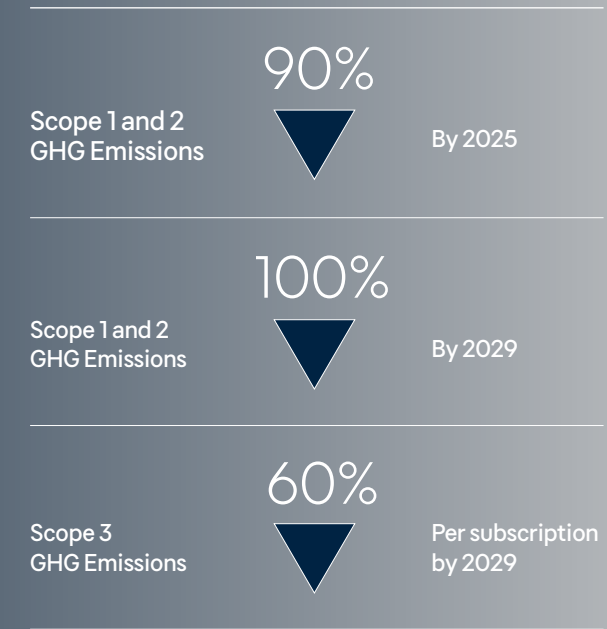 90%
Scope 1 and 2
GHG Emissions
By 2025
100%
Scope 1 and 2
GHG Emissions
By 2029
60%
Scope 3
GHG Emissions
Per subscription
by 2029